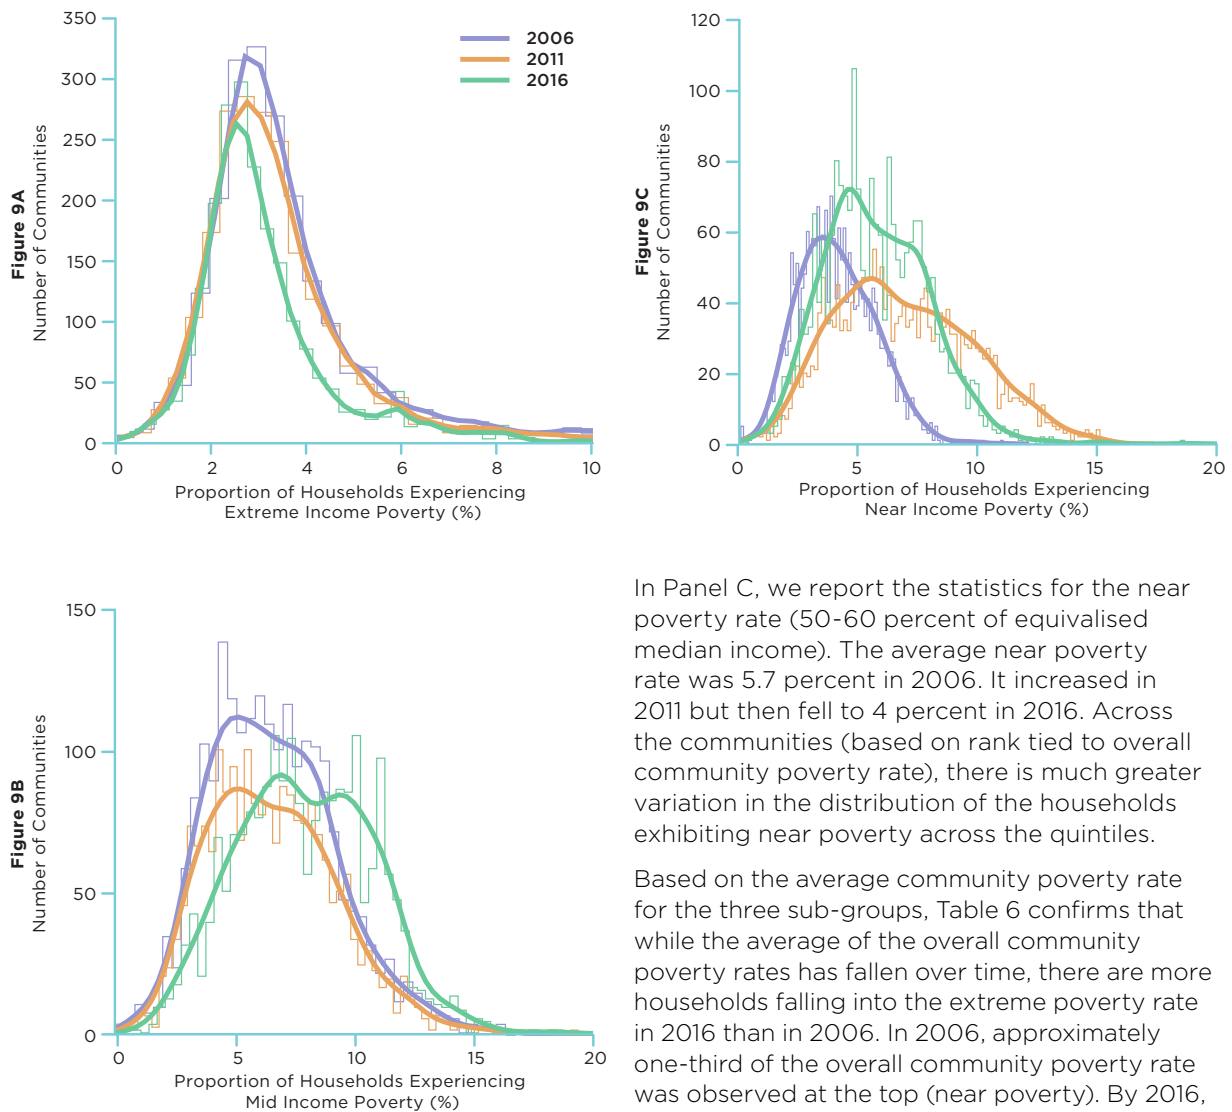 350
300
250
200
150
100
50
0
Figure 9A
Number of Communities
2006
2011
2016
0 2 4 6 8 10
Proportion of Households Experiencing
Extreme Income Poverty (%)
120
100
80
60
40
20
0
Figure 9C
Number of Communities
0 5 10 15 20
Proportion of Households Experiencing
Near Income Poverty (%)
150
100
50
0
Figure 9B
Number of Communities
0 5 10 15 20
Proportion of Households Experiencing
Mid Income Poverty (%)
In Panel C, we report the statistics for the near
poverty rate (50-60 percent of equivalised
median income). The average near poverty
rate was 5.7 percent in 2006. It increased in
2011 but then fell to 4 percent in 2016. Across
the communities (based on rank tied to overall
community poverty rate), there is much greater
variation in the distribution of the households
exhibiting near poverty across the quintiles.
Based on the average community poverty rate
for the three sub-groups, Table 6 confirms that
while the average of the overall community
poverty rates has fallen over time, there are more
households falling into the extreme poverty rate
in 2016 than in 2006. In 2006, approximately
one-third of the overall community poverty rate
was observed at the top (near poverty). By 2016,